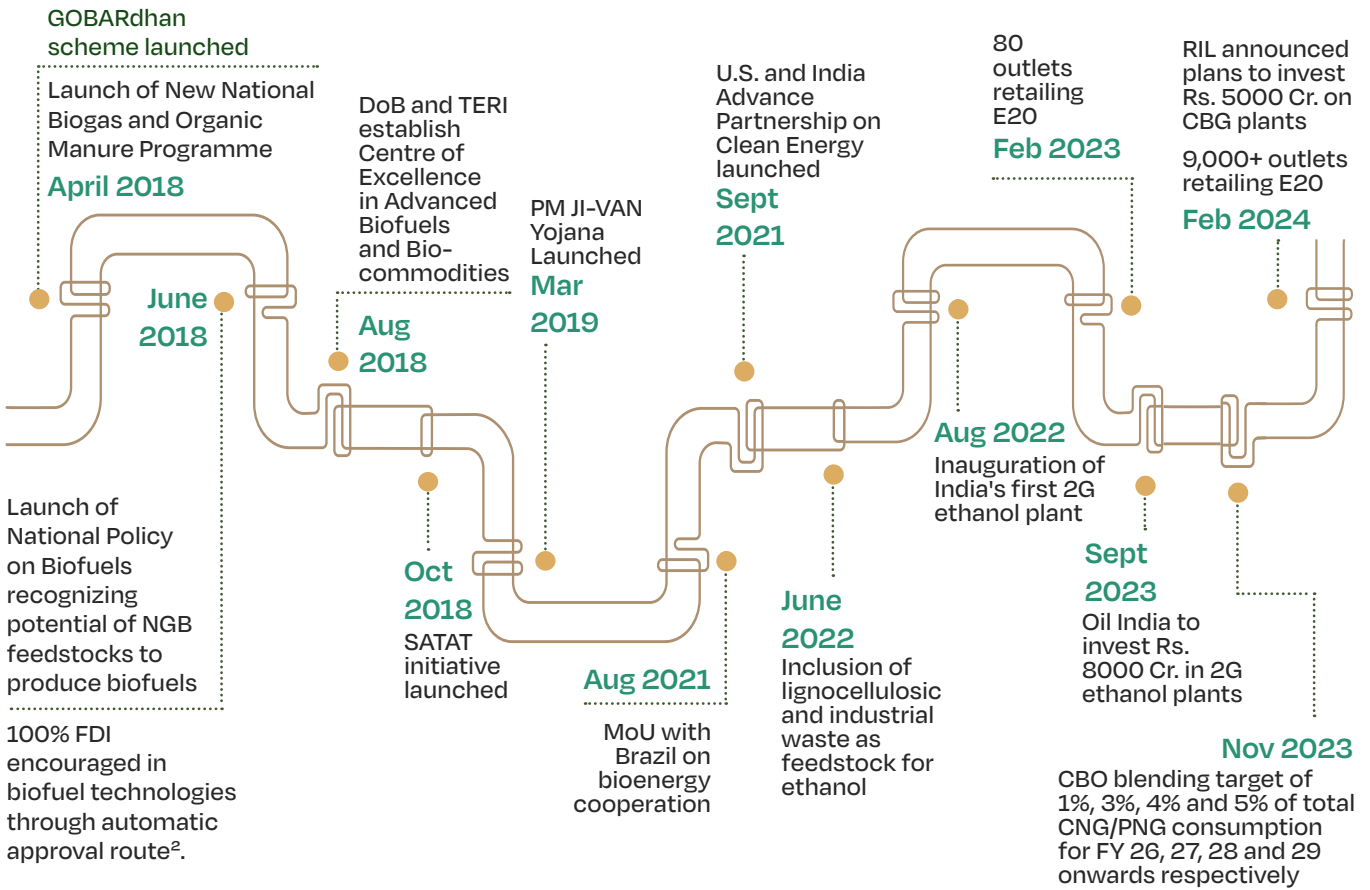 GOBARdhan
scheme launched
Launch of New National
Biogas and Organic
Manure Programme
April 2018
June
2018
Launch of
National Policy
on Biofuels
recognizing
potential of NGB
feedstocks to
produce biofuels
100% FDI
encouraged in
biofuel technologies
through automatic
approval route².
DoB and TERI
establish
Centre of
Excellence
in Advanced
Biofuels
and Bio-
commodities
Aug
2018
Oct
2018
SATAT
initiative
launched
PM JI-VAN
Yojana
Launched
Mar
2019
Aug 2021
MoU with
Brazil on
bioenergy
cooperation
U.S. and India
Advance
Partnership on
Clean Energy
launched
Sept
2021
June
2022
Inclusion of
lignocellulosic
and industrial
waste as
feedstock for
ethanol
Aug 2022
Inauguration of
India's first 2G
ethanol plant
80
outlets
retailing
E20
Feb 2023
Sept
2023
Oil India to
invest Rs.
8000 Cr. in 2G
ethanol plants
Nov 2023
CBO blending target of
1%, 3%, 4% and 5% of total
CNG/PNG consumption
for FY 26, 27, 28 and 29
onwards respectively
RIL announced
plans to invest
Rs. 5000 Cr. on
CBG plants
9,000+ outlets
retailing E20
Feb 2024